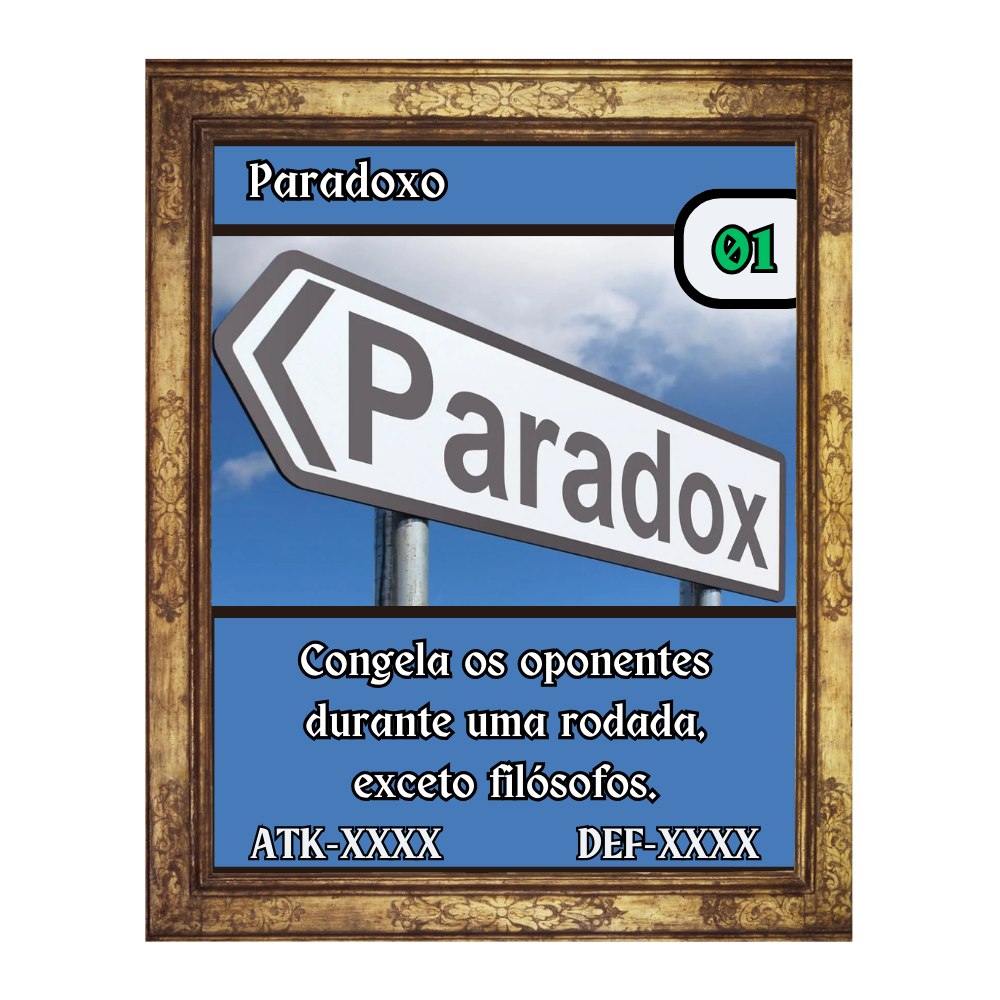 Paradoxo
01
Paradox
Congela os oponentes
durante uma rodada,
exceto filósofos.
ATK-XXXX DEF-XXXX